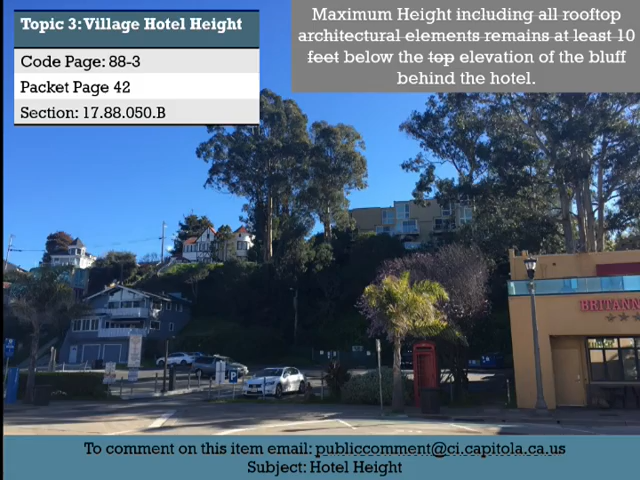 Topic 3: Village Hotel Height
Code Page: 88-3
Packet Page 42
Section: 17.88.050.B
Maximum Height including all rooftop
architectural elements remains at least 10
feet below the top elevation of the bluff
behind the hotel.
BRITANN
To comment on this item email: publiccomment@ci.capitola.ca.us
Subject: Hotel Height